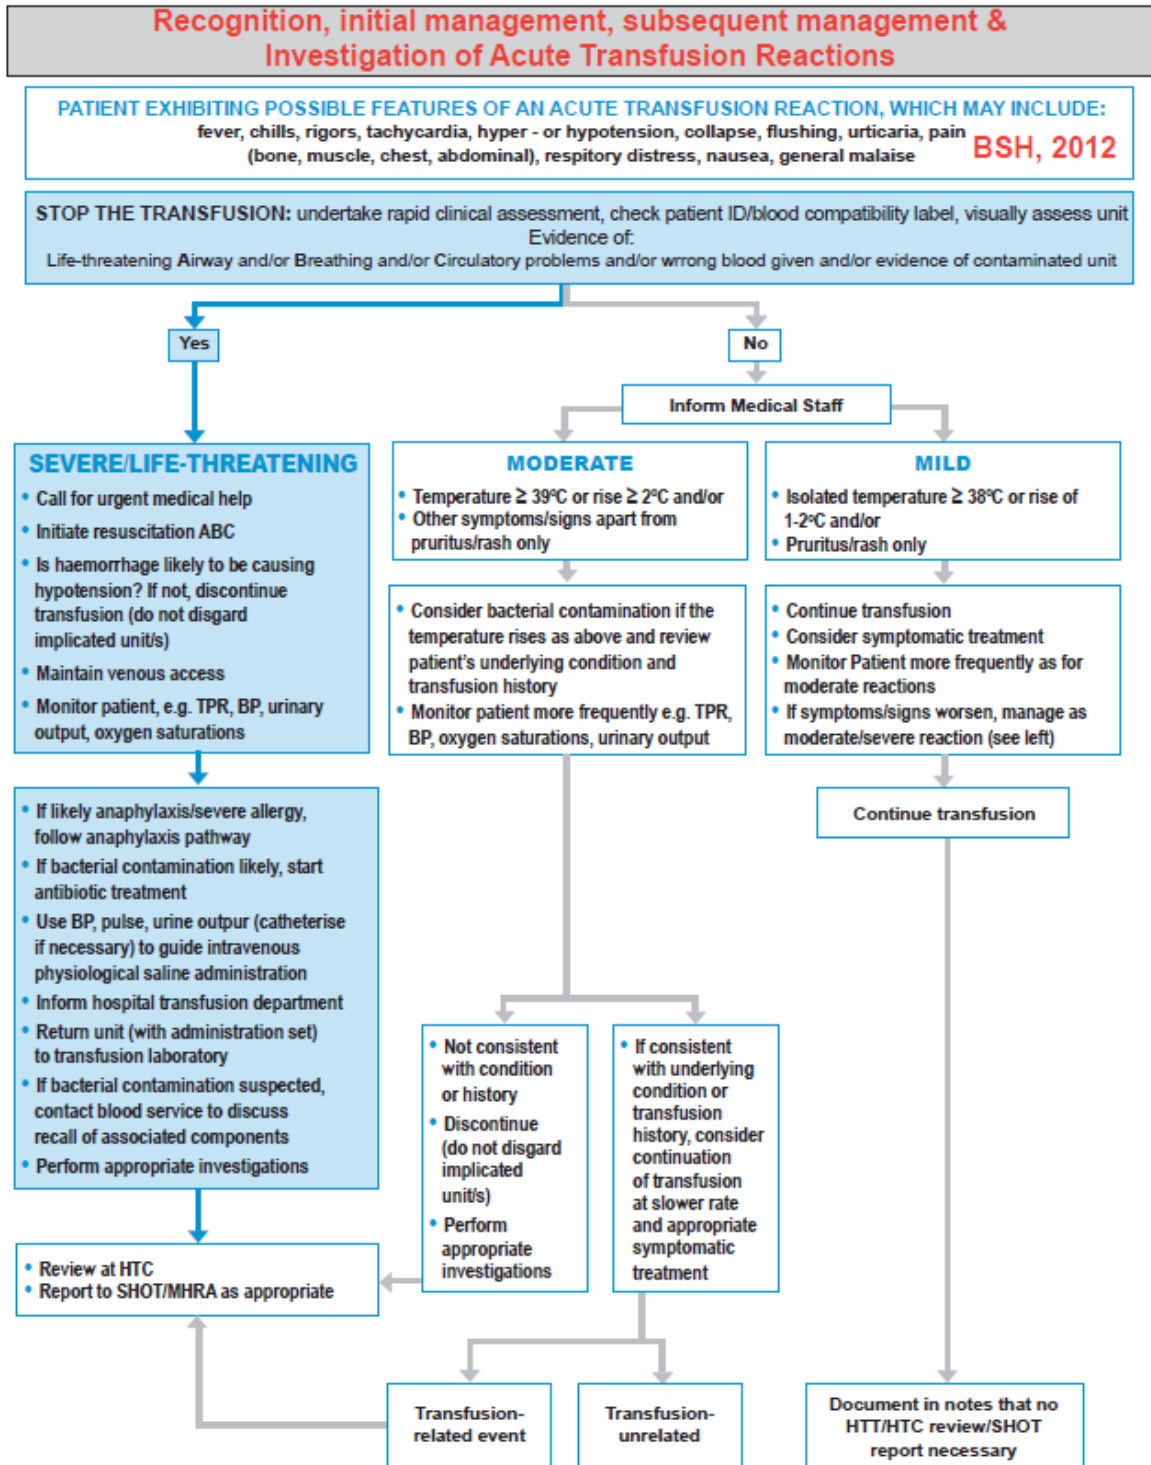 Recognition, initial management, subsequent management &
Investigation of Acute Transfusion Reactions
PATIENT EXHIBITING POSSIBLE FEATURES OF AN ACUTE TRANSFUSION REACTION, WHICH MAY INCLUDE:
fever, chills, rigors, tachycardia, hyper - or hypotension, collapse, flushing, urticaria, pain
(bone, muscle, chest, abdominal), respitory distress, nausea, general malaise
BSH, 2012
STOP THE TRANSFUSION: undertake rapid clinical assessment, check patient ID/blood compatibility label, visually assess unit
Evidence of:
Life-threatening Airway and/or Breathing and/or Circulatory problems and/or wrrong blood given and/or evidence of contaminated unit
Yes
No
Inform Medical Staff
SEVERE/LIFE-THREATENING
• Call for urgent medical help
• Initiate resuscitation ABC
• Is haemorrhage likely to be causing
hypotension? If not, discontinue
transfusion (do not disgard
implicated unit/s)
• Maintain venous access
• Monitor patient, e.g. TPR, BP, urinary
output, oxygen saturations
MODERATE
• Temperature ≧ 39ºC or rise ≧ 2ºC and/or
• Other symptoms/signs apart from
pruritus/rash only
MILD
• Isolated temperature ≧ 38ºC or rise of
1-2ºC and/or
• Pruritus/rash only
• Consider bacterial contamination if the
temperature rises as above and review
patient's underlying condition and
transfusion history
• Monitor patient more frequently e.g. TPR,
BP, oxygen saturations, urinary output
• Continue transfusion
• Consider symptomatic treatment
• Monitor Patient more frequently as for
moderate reactions
• If symptoms/signs worsen, manage as
moderate/severe reaction (see left)
Continue transfusion
• If likely anaphylaxis/severe allergy,
follow anaphylaxis pathway
• If bacterial contamination likely, start
antibiotic treatment
• Use BP, pulse, urine outpur (catheterise
if necessary) to guide intravenous
physiological saline administration
• Inform hospital transfusion department
• Return unit (with administration set)
to transfusion laboratory
• If bacterial contamination suspected,
contact blood service to discuss
recall of associated components
• Perform appropriate investigations
• Not consistent
with condition
or history
• Discontinue
(do not disgard
implicated
unit/s)
• Perform
appropriate
investigations
• If consistent
with underlying
condition or
transfusion
history, consider
continuation
of transfusion
at slower rate
and appropriate
symptomatic
treatment
• Review at HTC
• Report to SHOT/MHRA as appropriate
Transfusion-
related event
Transfusion-
unrelated
Document in notes that no
HTT/HTC review/SHOT
report necessary